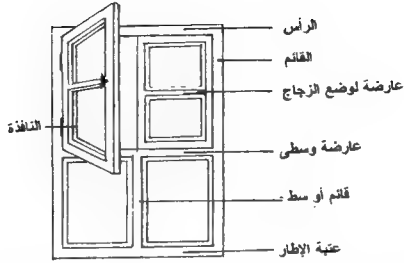 الرأس
القائم
عارضة لوضع الزجاج
النافذة
عارضة وسطى
قائم أوسط
عتبة الإطار